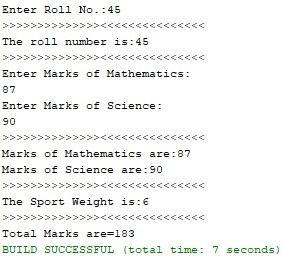 Enter Roll No.:45
>>>>>>>>>>>>>>><<<<<<<<<<<<<<<
The roll number is:45
>>>>>>>>>>>>>>><<<<<<<<<<<<<<<
Enter Marks of Mathematics:
87
Enter Marks of Science:
90
>>>>>>>>>>>>>>><<<<<<<<<<<<<<<
Marks of Mathematics are:87
Marks of Science are:90
>>>>>>>>>>>>>>><<<<<<<<<<<<<<<
The Sport Weight is:6
>>>>>>>>>>>>>>><<<<<<<<<<<<<<<
Total Marks are=183
BUILD SUCCESSFUL (total time: 7 seconds)